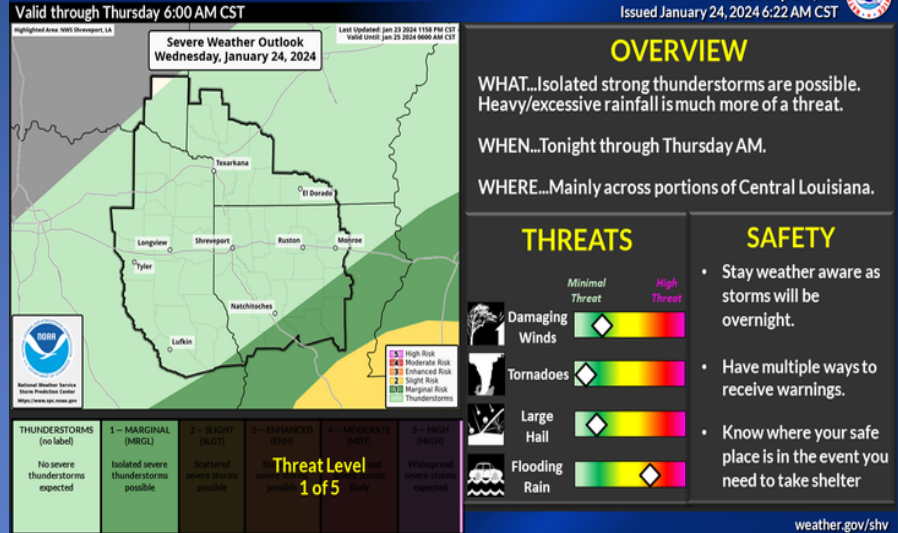 Valid through Thursday 6:00 AM CST
Issued January 24, 2024 6:22 AM CST
Highlighted Area: NWS Shreveport, LA
Last Updated: Jan 23 2024 1158 PM CST
Valid Until: Jan 25 2024 0600 AM CST
Severe Weather Outlook
Wednesday, January 24, 2024
Texarkana
El Dorado
Longview
Shreveport
Ruston
Monroe
Tyler
Natchitoches
Lufkin
NOAA
National Weather Service
Storm Prediction Center
https://www.spc.noaa.gov
5 High Risk
4 Moderate Risk
3 Enhanced Risk
2 Slight Risk
1 Marginal Risk
Thunderstorms
THUNDERSTORMS
(no label)
No severe
thunderstorms
expected
1 — MARGINAL
(MRGL)
Isolated severe
thunderstorms
possible
2 — SLIGHT
(SLGT)
Scattered
severe storms
possible
3 — ENHANCED
(ENH)
4 — MODERATE
(MDT)
likely
5 — HIGH
(HIGH)
Widespread
severe storms
expected
Threat Level
1 of 5
OVERVIEW
WHAT...Isolated strong thunderstorms are possible.
Heavy/excessive rainfall is much more of a threat.
WHEN...Tonight through Thursday AM.
WHERE...Mainly across portions of Central Louisiana.
THREATS
Minimal
Threat
High
Threat
Damaging
Winds
Tornadoes
Large
Hail
Flooding
Rain
SAFETY
• Stay weather aware as
storms will be
overnight.
• Have multiple ways to
receive warnings.
• Know where your safe
place is in the event you
need to take shelter
weather.gov/shv